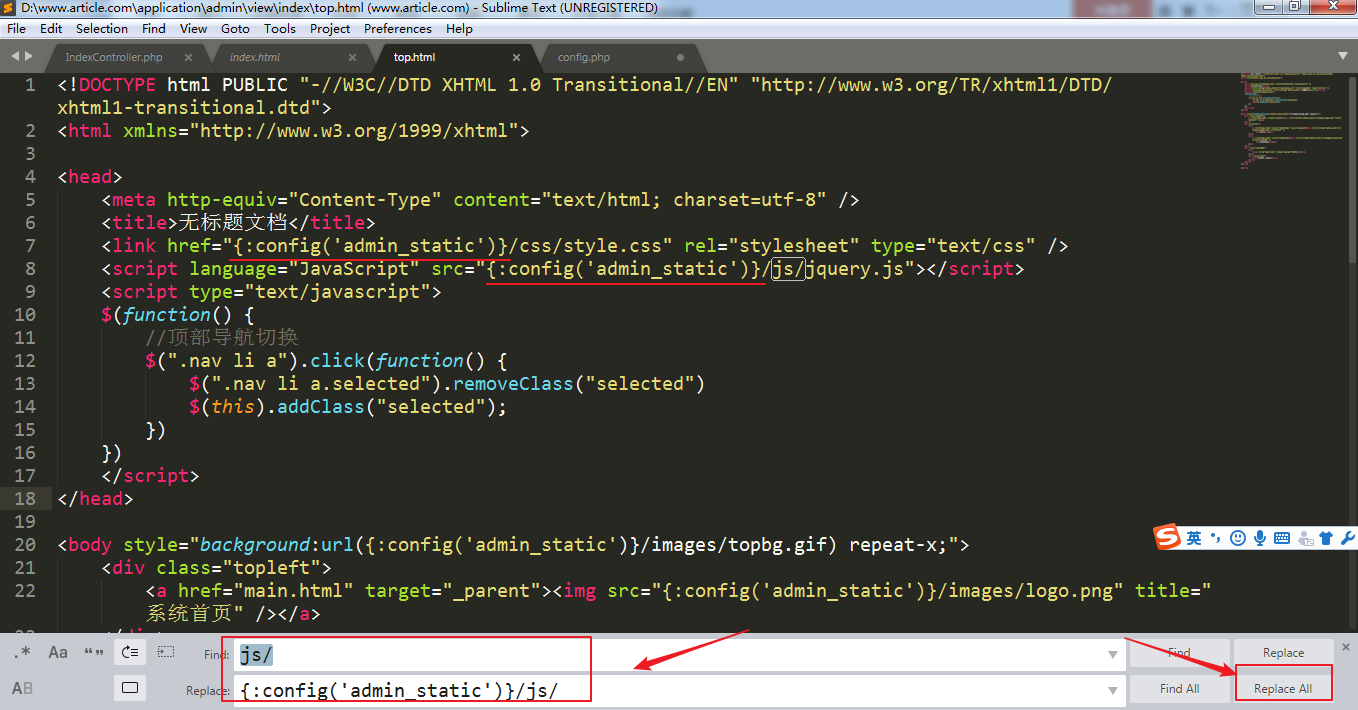 D:\www.article.com\application\admin\view\index\top.html (www.article.com) - Sublime Text (UNREGISTERED)
File Edit Selection Find View Goto Tools Project Preferences Help
IndexController.php index.html top.html config.php
1 <!DOCTYPE html PUBLIC "-//W3C//DTD XHTML 1.0 Transitional//EN" "http://www.w3.org/TR/xhtml1/DTD/
xhtml1-transitional.dtd">
2 <html xmlns="http://www.w3.org/1999/xhtml">
3
4 <head>
5 <meta http-equiv="Content-Type" content="text/html; charset=utf-8" />
6 <title>无标题文档</title>
7 <link href="{:config('admin_static')}/css/style.css" rel="stylesheet" type="text/css" />
8 <script language="JavaScript" src="{:config('admin_static')}/js/jquery.js"></script>
9 <script type="text/javascript">
10 $(function() {
11 //顶部导航切换
12 $(".nav li a").click(function() {
13 $(".nav li a.selected").removeClass("selected")
14 $(this).addClass("selected");
15 })
16 })
17 </script>
18 </head>
19
20 <body style="background:url({:config('admin_static')}/images/topbg.gif) repeat-x;">
21 <div class="topleft">
22 <a href="main.html" target="_parent"><img src="{:config('admin_static')}/images/logo.png" title="
系统首页" /></a>
英
.* Aa “” Find: js/ Find Replace
AB Replace: {:config('admin_static')}/js/ Find All Replace All